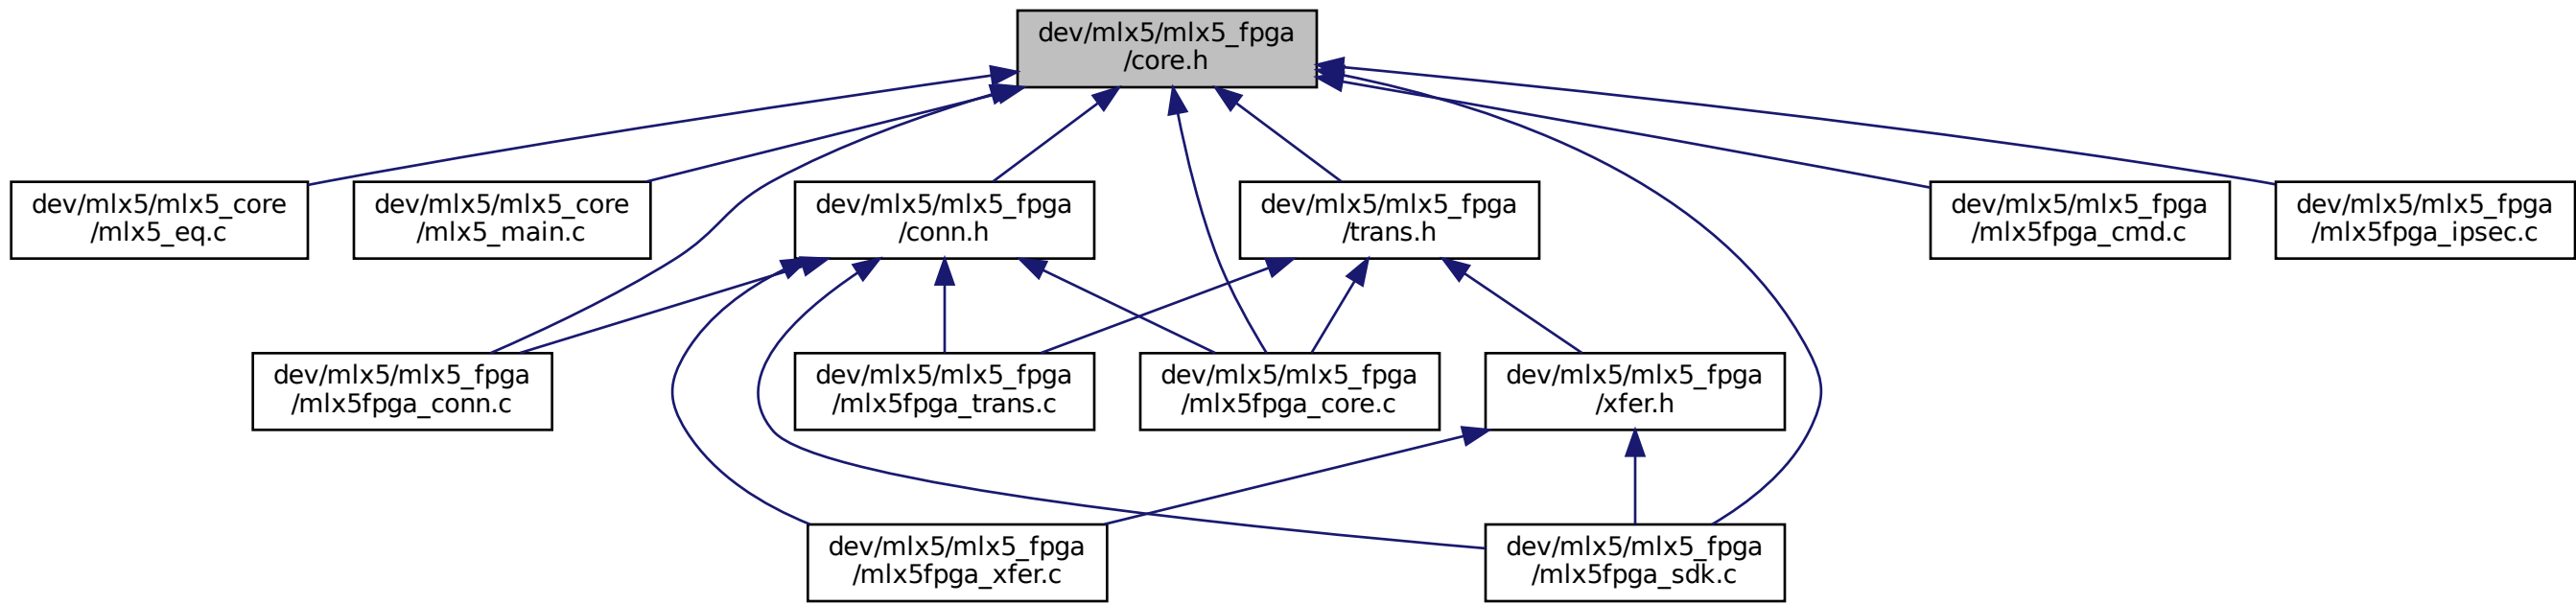 dev/mlx5/mlx5_fpga
/core.h
dev/mlx5/mlx5_core
/mlx5_eq.c
dev/mlx5/mlx5_core
/mlx5_main.c
dev/mlx5/mlx5_fpga
/conn.h
dev/mlx5/mlx5_fpga
/trans.h
dev/mlx5/mlx5_fpga
/mlx5fpga_cmd.c
dev/mlx5/mlx5_fpga
/mlx5fpga_ipsec.c
dev/mlx5/mlx5_fpga
/mlx5fpga_conn.c
dev/mlx5/mlx5_fpga
/mlx5fpga_trans.c
dev/mlx5/mlx5_fpga
/mlx5fpga_core.c
dev/mlx5/mlx5_fpga
/xfer.h
dev/mlx5/mlx5_fpga
/mlx5fpga_xfer.c
dev/mlx5/mlx5_fpga
/mlx5fpga_sdk.c